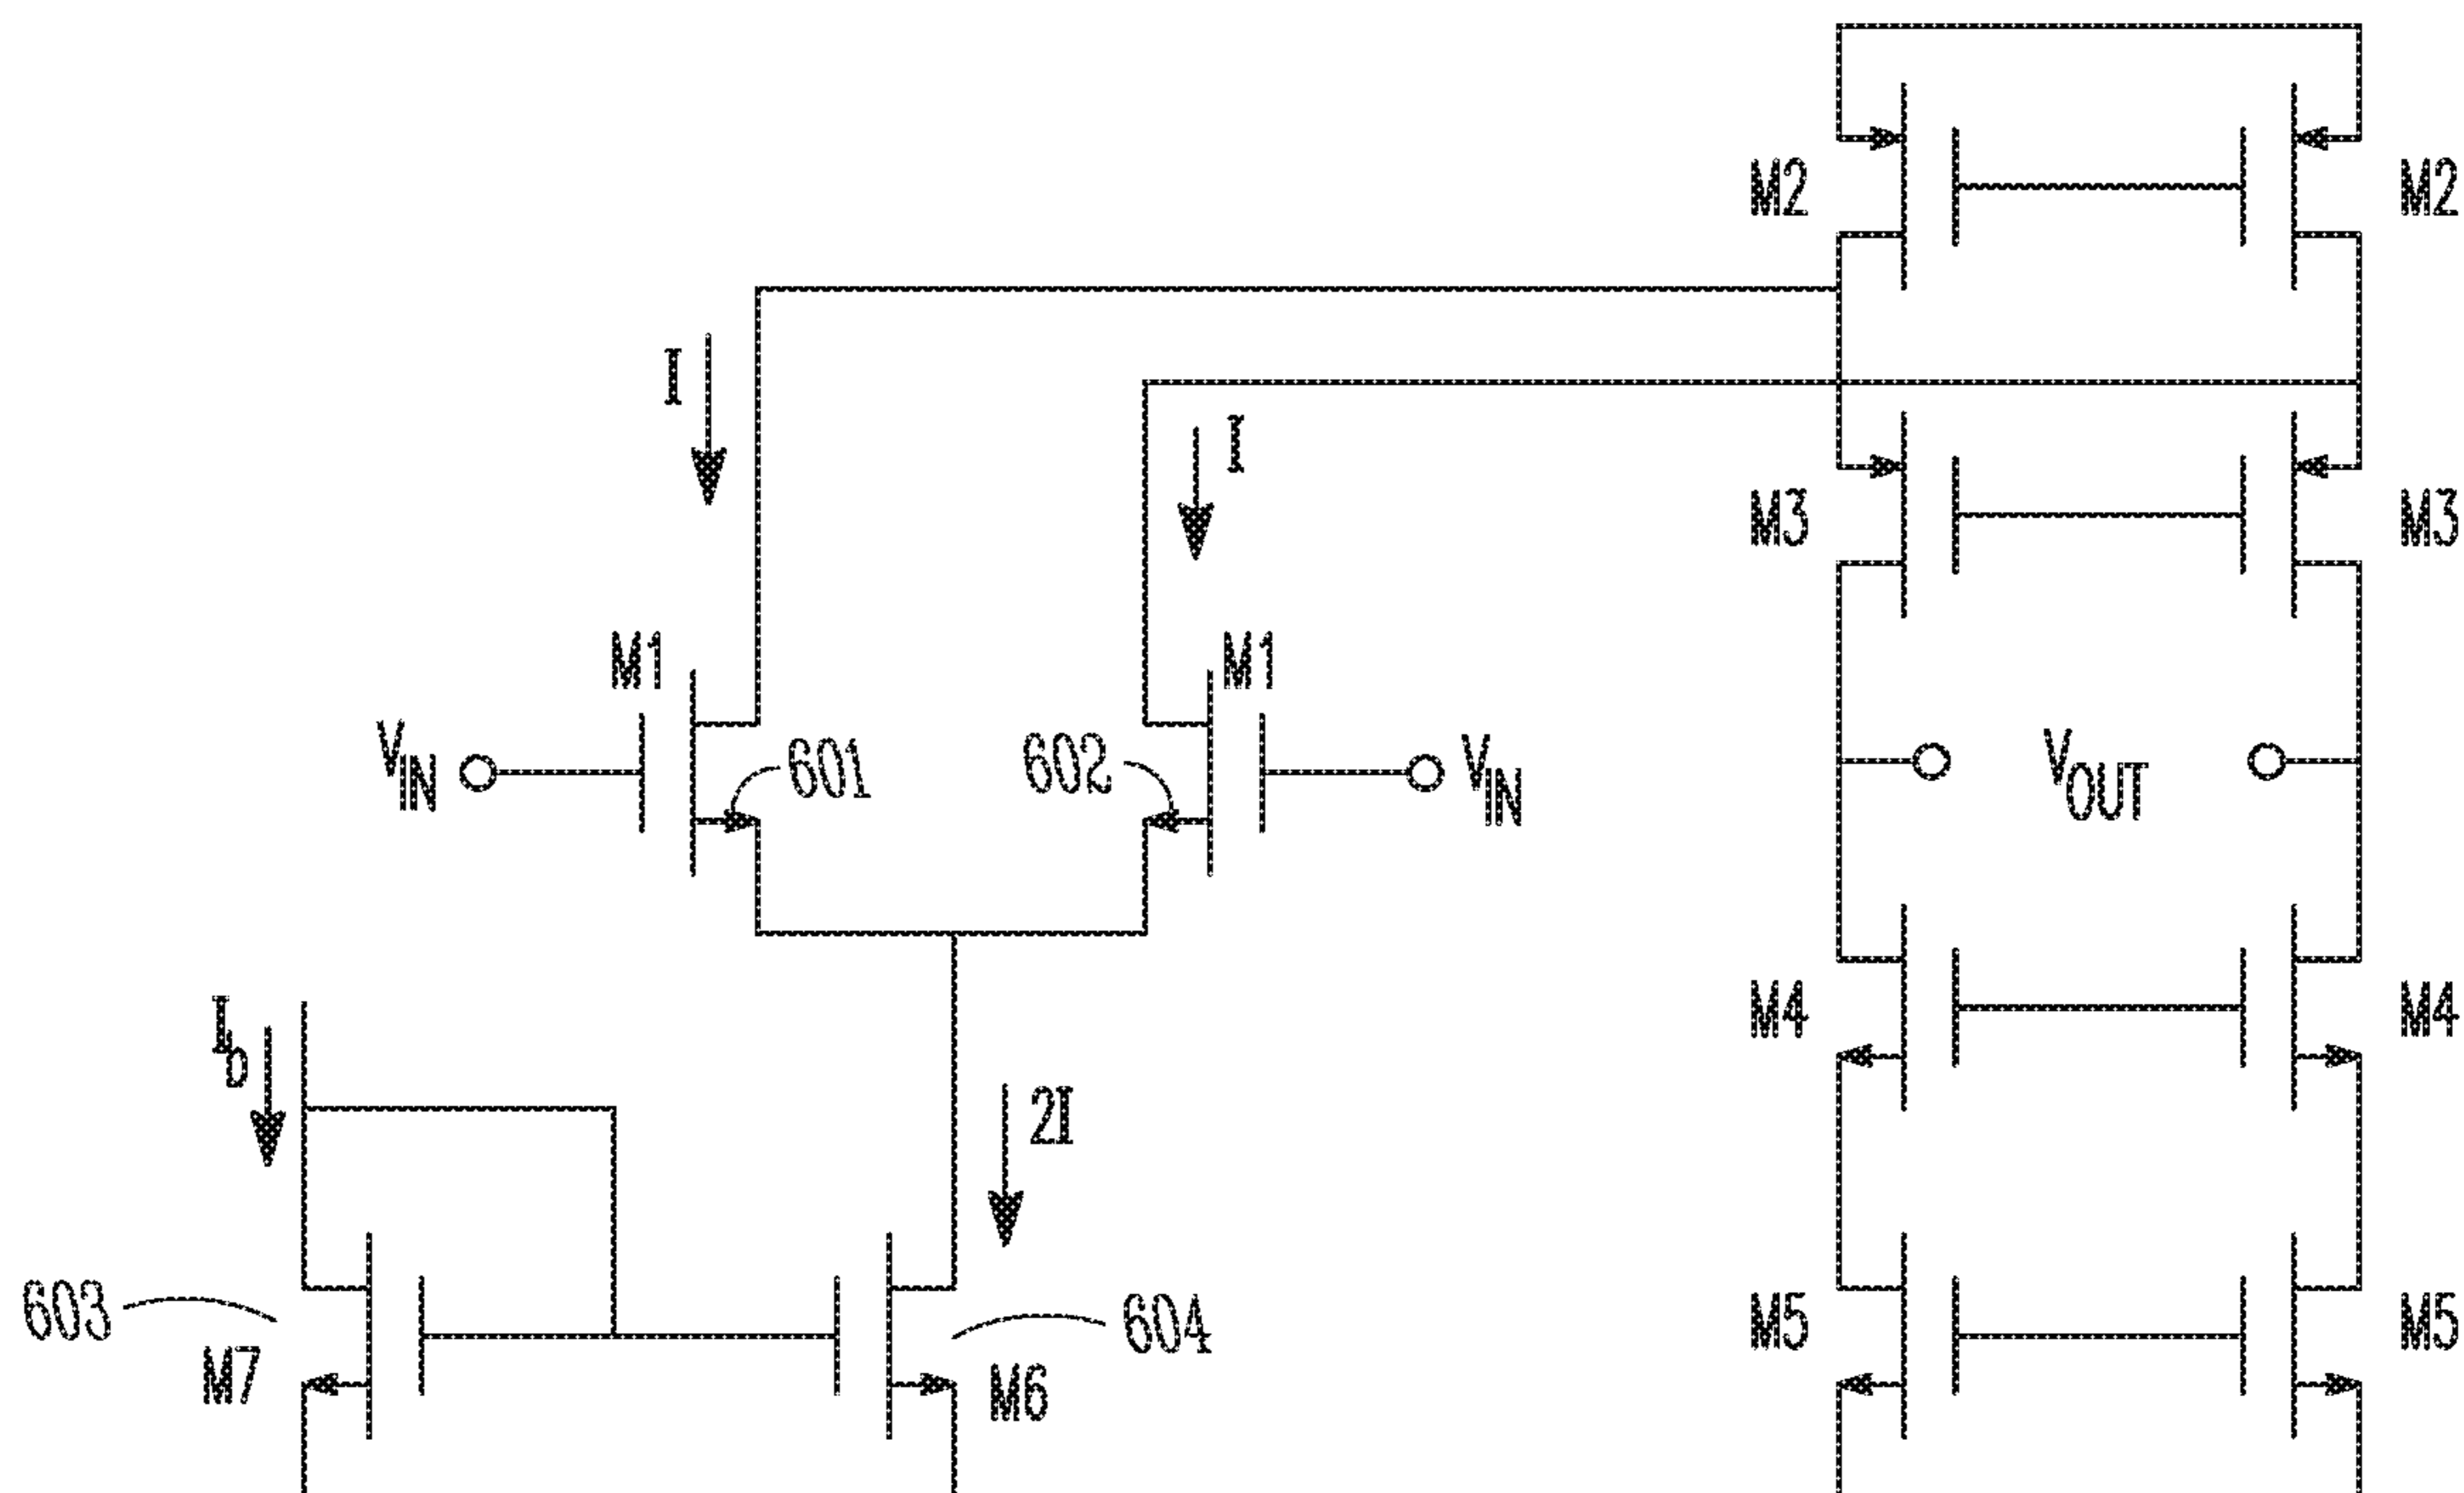 M2 M2
I
I
M3 M3
M1 M1
V_IN 601 602 V_IN V_OUT
I_b
M4 M4
2I
603 604
M7 M6
M5 M5